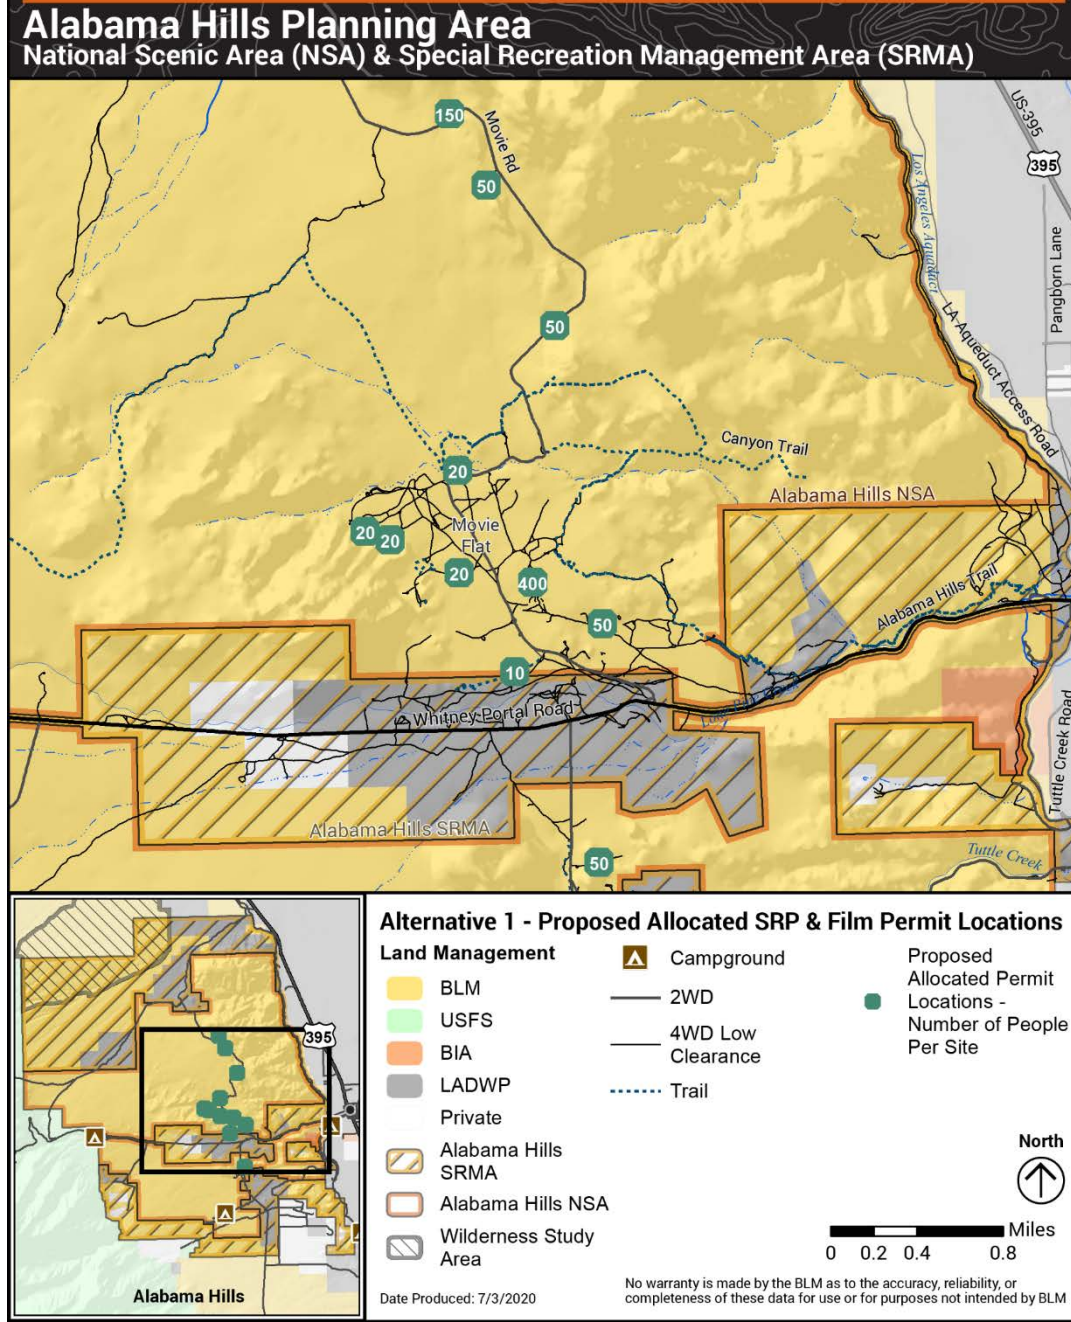 Alabama Hills Planning Area
National Scenic Area (NSA) & Special Recreation Management Area (SRMA)
150
Movie Rd
US-395
395
50
Los Angeles Aquaduct
Pangborn Lane
50
LA Aqueduct Access Road
Canyon Trail
20
Alabama Hills NSA
Movie
Flat
20
20
20
400
Alabama Hills Trail
50
10
Whitney Portal Road
Tuttle Creek Road
Alabama Hills SRMA
50
Tuttle Creek
395
Alabama Hills
Alternative 1 - Proposed Allocated SRP & Film Permit Locations
Land Management
BLM
USFS
BIA
LADWP
Private
Alabama Hills
SRMA
Alabama Hills NSA
Wilderness Study
Area
Campground
2WD
4WD Low
Clearance
Trail
Proposed
Allocated Permit
Locations -
Number of People
Per Site
North
Miles
0 0.2 0.4 0.8
Date Produced: 7/3/2020
No warranty is made by the BLM as to the accuracy, reliability, or
completeness of these data for use or for purposes not intended by BLM